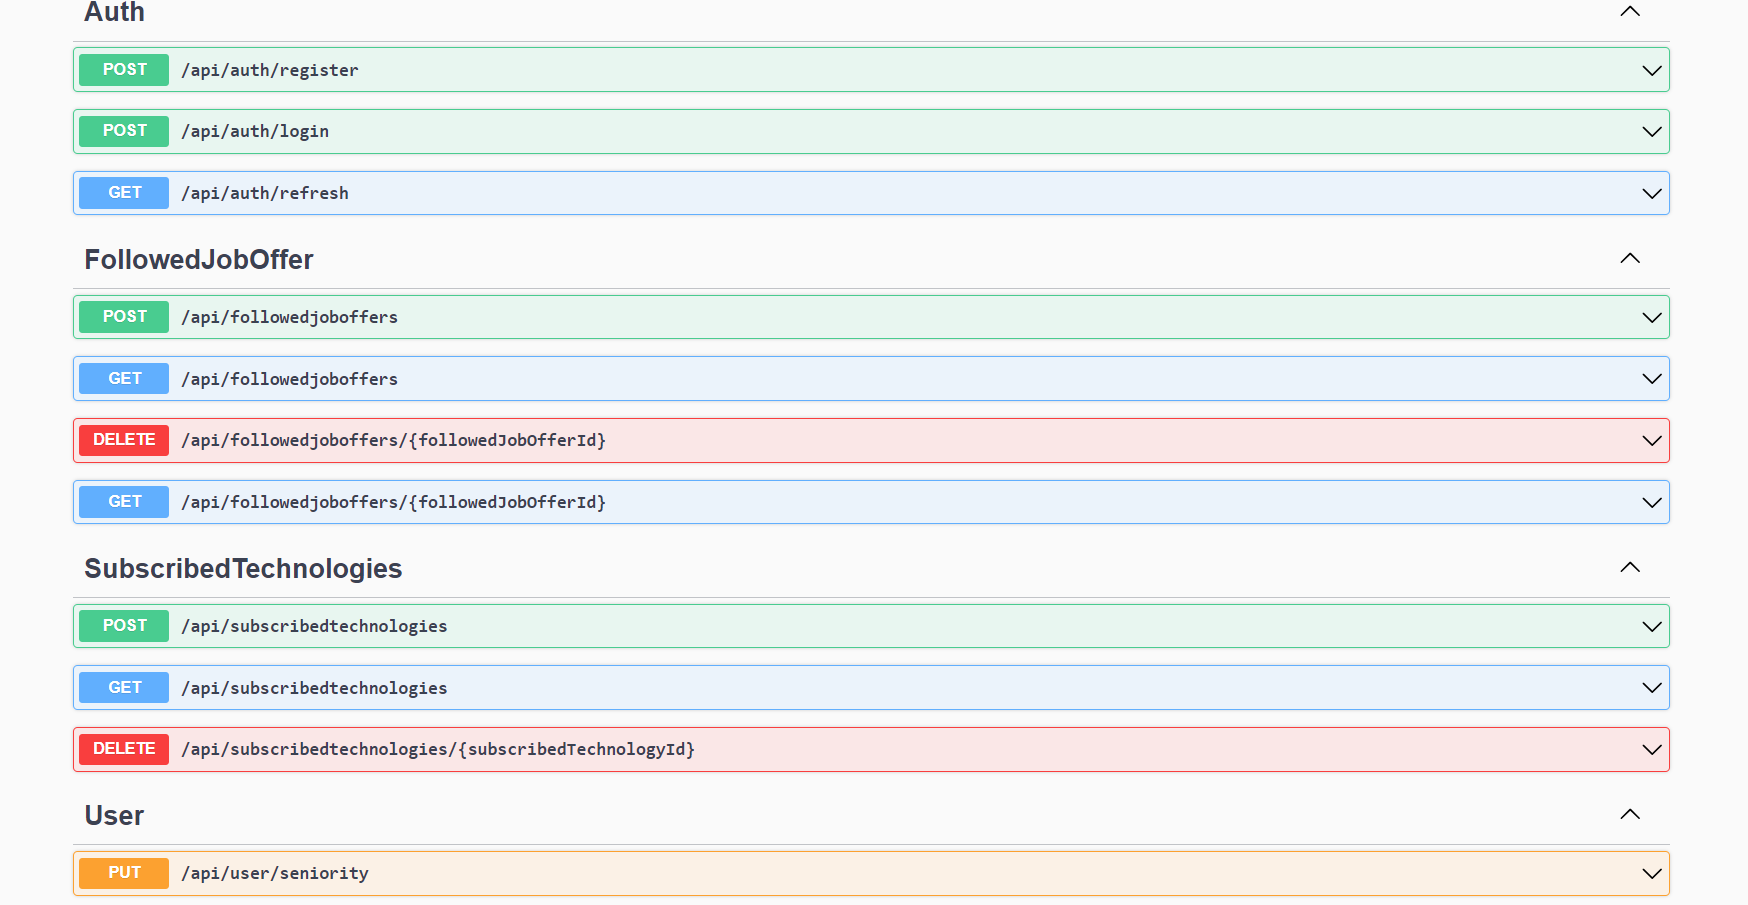 Auth
POST /api/auth/register
POST /api/auth/login
GET /api/auth/refresh
FollowedJobOffer
POST /api/followedjoboffers
GET /api/followedjoboffers
DELETE /api/followedjoboffers/{followedJobOfferId}
GET /api/followedjoboffers/{followedJobOfferId}
SubscribedTechnologies
POST /api/subscribedtechnologies
GET /api/subscribedtechnologies
DELETE /api/subscribedtechnologies/{subscribedTechnologyId}
User
PUT /api/user/seniority